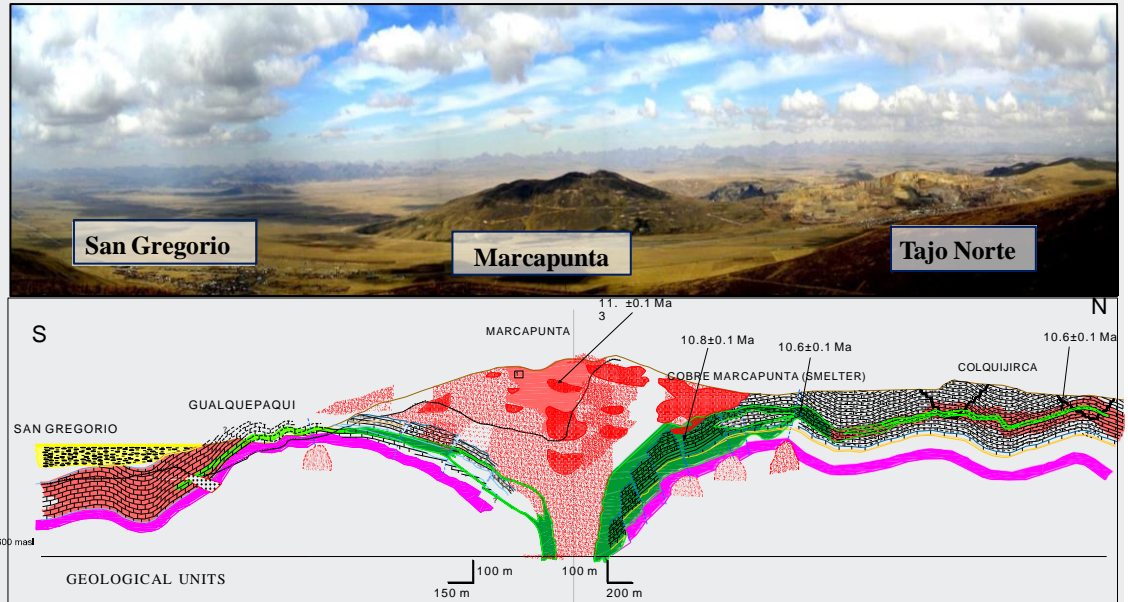 San Gregorio
Marcapunta
Tajo Norte
S
N
MARCAPUNTA
11. ±0.1 Ma
3
10.8±0.1 Ma
10.6±0.1 Ma
10.6±0.1 Ma
COBRE MARCAPUNTA (SMELTER)
COLQUIJIRCA
GUALQUEPAQUI
SAN GREGORIO
00 masl
GEOLOGICAL UNITS
100 m
150 m
100 m
200 m